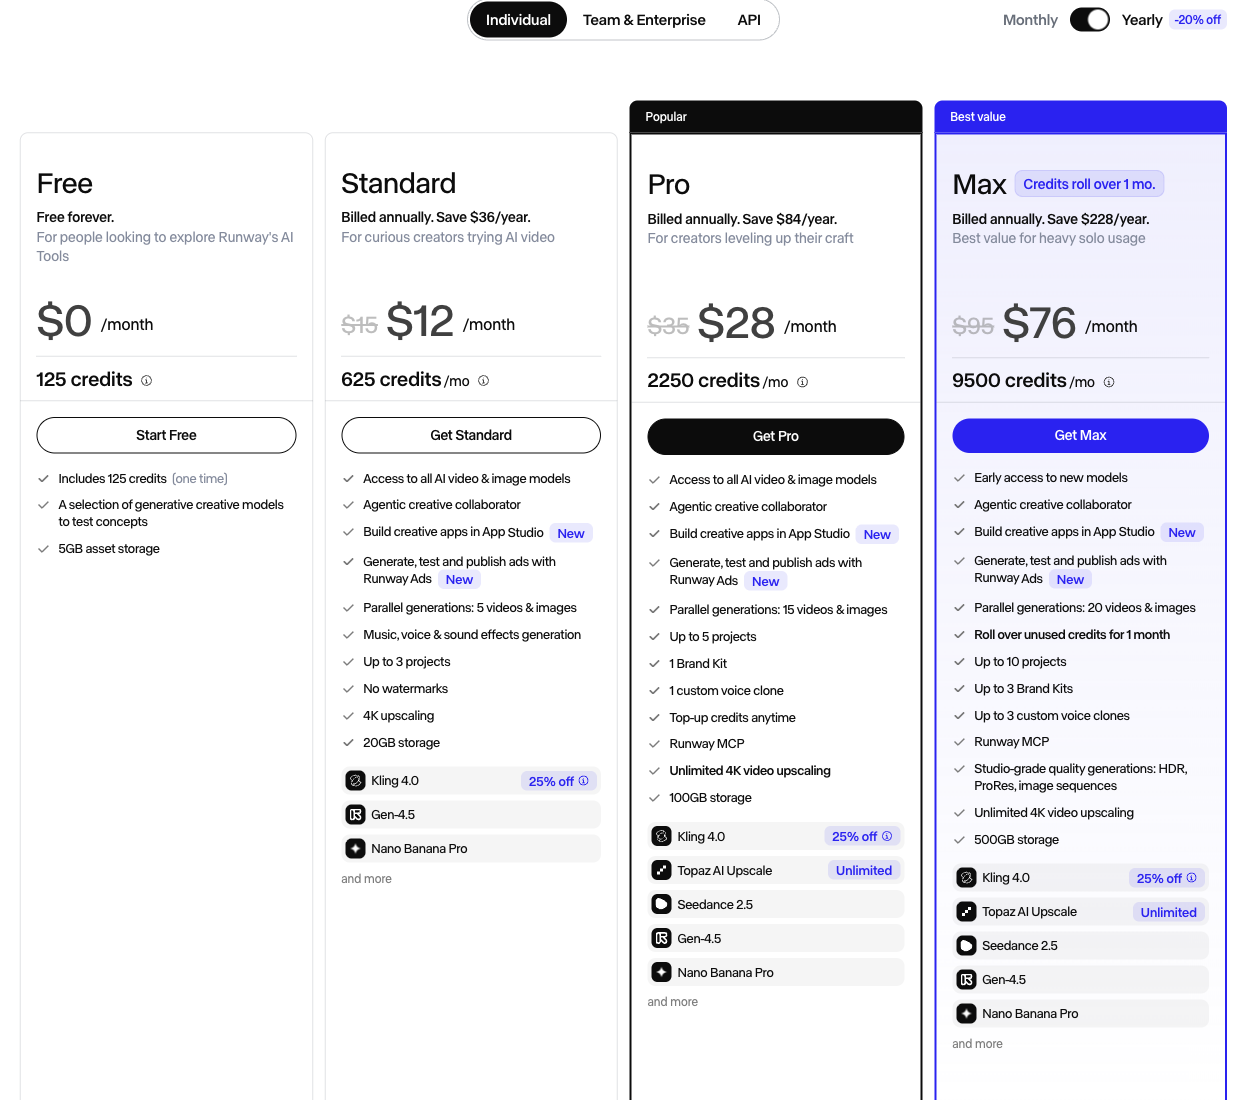 Individual
Team & Enterprise
API
Monthly
Yearly
-20% off
Free
Free forever.
For people looking to explore Runway's AI
Tools
$0 /month
125 credits
Start Free
Includes 125 credits (one time)
A selection of generative creative models
to test concepts
5GB asset storage
Standard
Billed annually. Save $36/year.
For curious creators trying AI video
$15 $12 /month
625 credits/mo
Get Standard
Access to all AI video & image models
Agentic creative collaborator
Build creative apps in App Studio New
Generate, test and publish ads with
Runway Ads New
Parallel generations: 5 videos & images
Music, voice & sound effects generation
Up to 3 projects
No watermarks
4K upscaling
20GB storage
Kling 4.0 25% off
Gen-4.5
Nano Banana Pro
and more
Popular
Pro
Billed annually. Save $84/year.
For creators leveling up their craft
$35 $28 /month
2250 credits/mo
Get Pro
Access to all AI video & image models
Agentic creative collaborator
Build creative apps in App Studio New
Generate, test and publish ads with
Runway Ads New
Parallel generations: 15 videos & images
Up to 5 projects
1 Brand Kit
1 custom voice clone
Top-up credits anytime
Runway MCP
Unlimited 4K video upscaling
100GB storage
Kling 4.0 25% off
Topaz AI Upscale Unlimited
Seedance 2.5
Gen-4.5
Nano Banana Pro
and more
Best value
Max Credits roll over 1 mo.
Billed annually. Save $228/year.
Best value for heavy solo usage
$95 $76 /month
9500 credits/mo
Get Max
Early access to new models
Agentic creative collaborator
Build creative apps in App Studio New
Generate, test and publish ads with
Runway Ads New
Parallel generations: 20 videos & images
Roll over unused credits for 1 month
Up to 10 projects
Up to 3 Brand Kits
Up to 3 custom voice clones
Runway MCP
Studio-grade quality generations: HDR,
ProRes, image sequences
Unlimited 4K video upscaling
500GB storage
Kling 4.0 25% off
Topaz AI Upscale Unlimited
Seedance 2.5
Gen-4.5
Nano Banana Pro
and more